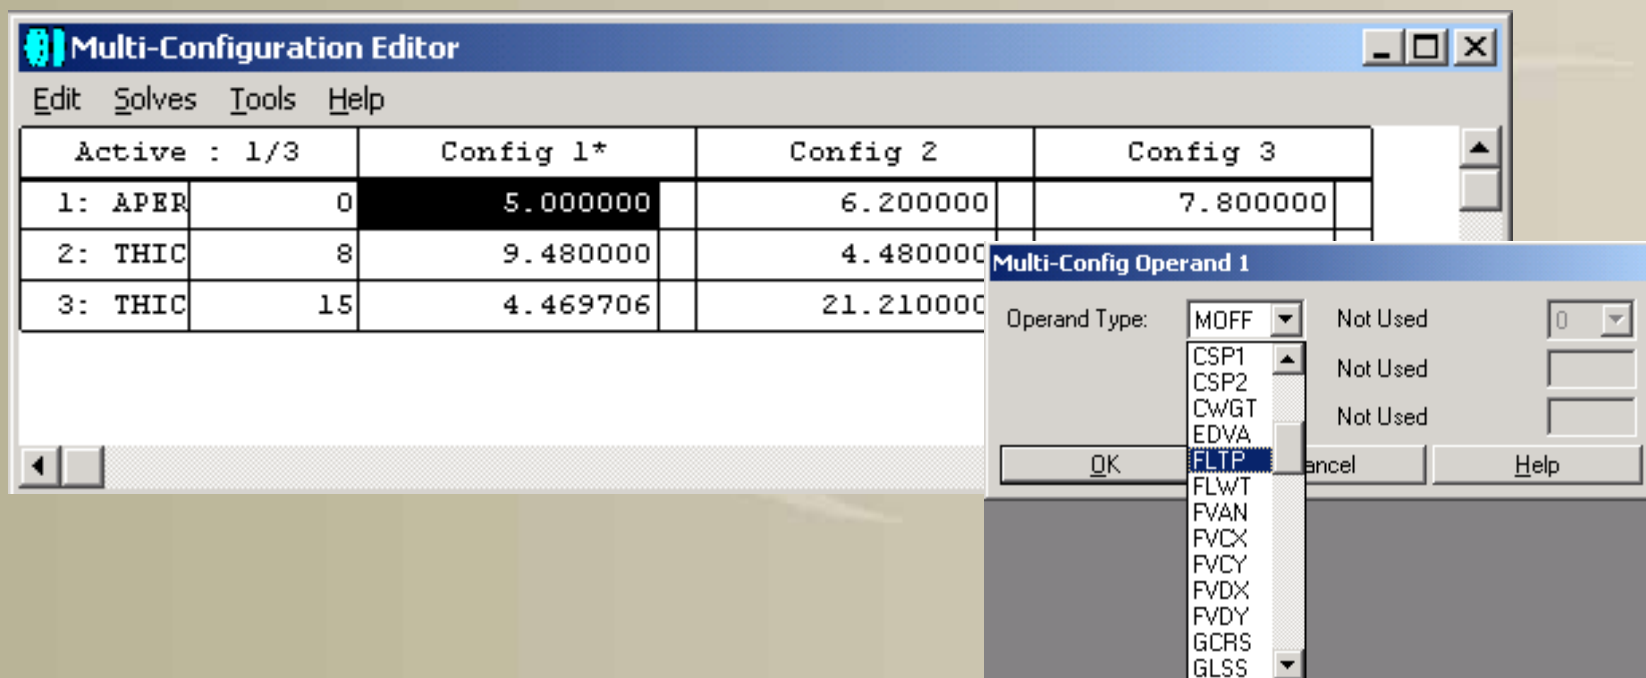 Multi-Configuration Editor
Edit Solves Tools Help
Active : 1/3 Config 1* Config 2 Config 3
1: APER 0 5.000000 6.200000 7.800000
2: THIC 8 9.480000 4.480000
3: THIC 15 4.469706 21.210000
Multi-Config Operand 1
Operand Type: MOFF Not Used 0
CSP1
CSP2
CWGT
EDVA
FLTP
FLWT
FVAN
FVCX
FVCY
FVDX
FVDY
GCRS
GLSS
Not Used
Not Used
OK ancel Help